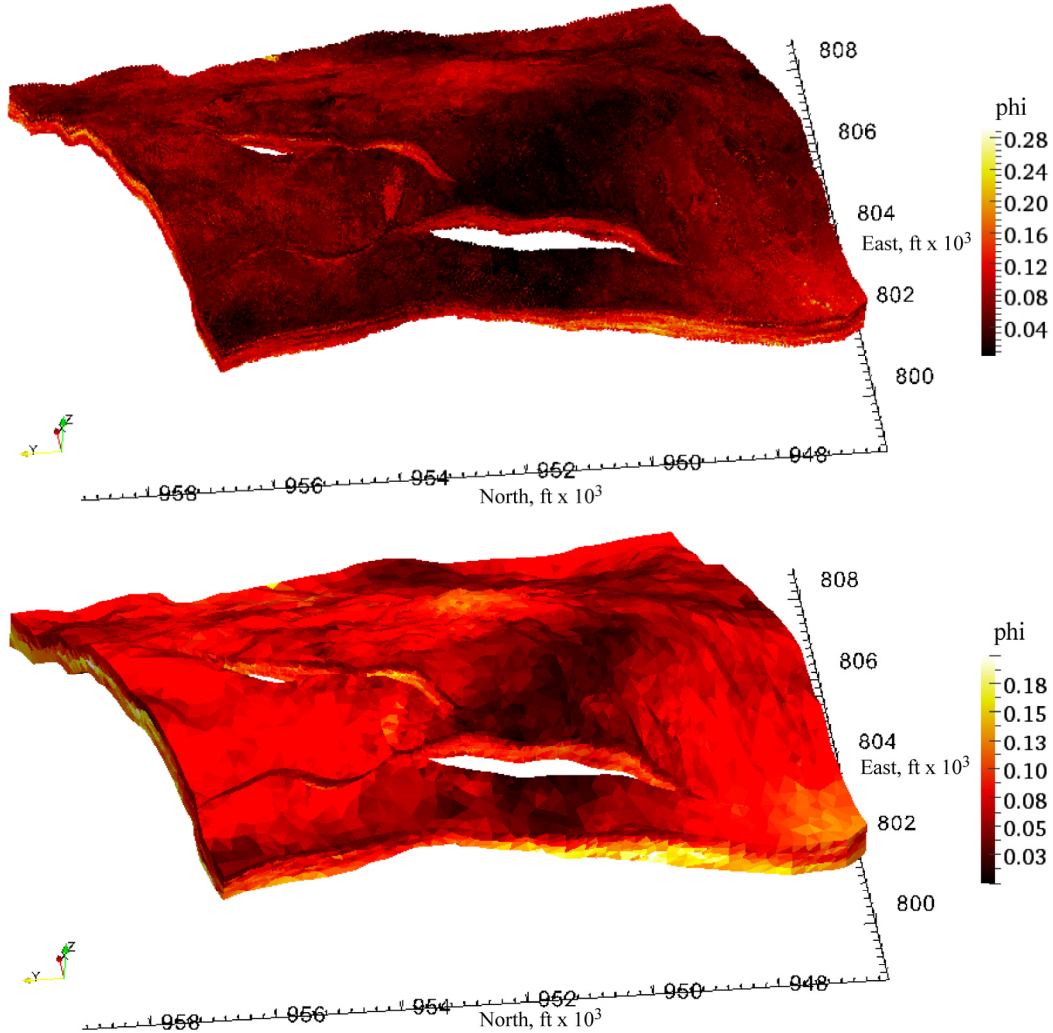 808
phi
806
0.28
0.24
0.20
804
0.16
East, ft x 10³
0.12
802
0.08
0.04
800
Z
X
Y
958 956 954 952 950 948
North, ft x 10³
808
phi
806
0.18
0.15
804
0.13
East, ft x 10³
0.10
0.08
802
0.05
0.03
800
Z
X
Y
958 956 954 952 950 948
North, ft x 10³